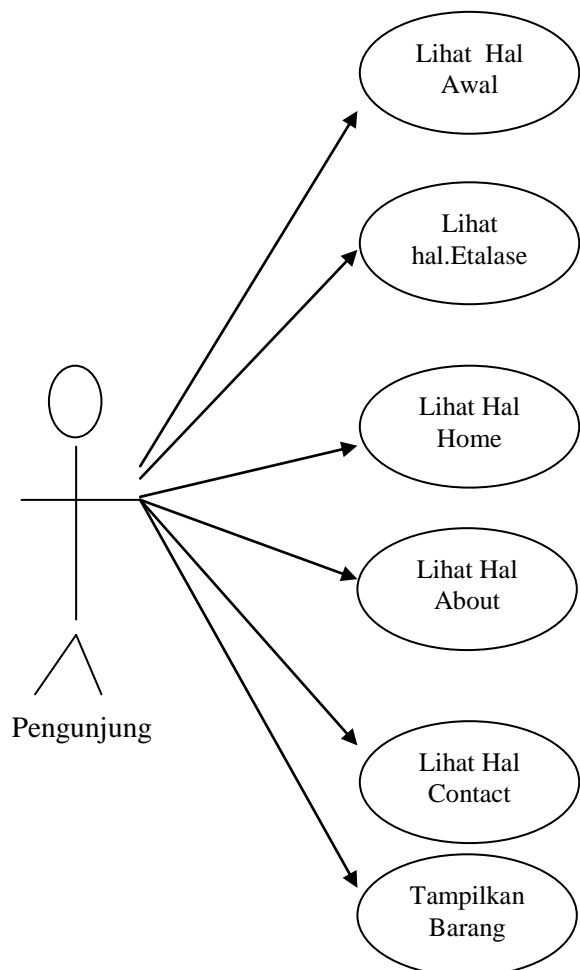 Lihat Hal
Awal
Lihat
hal.Etalase
Lihat Hal
Home
Lihat Hal
About
Pengunjung
Lihat Hal
Contact
Tampilkan
Barang